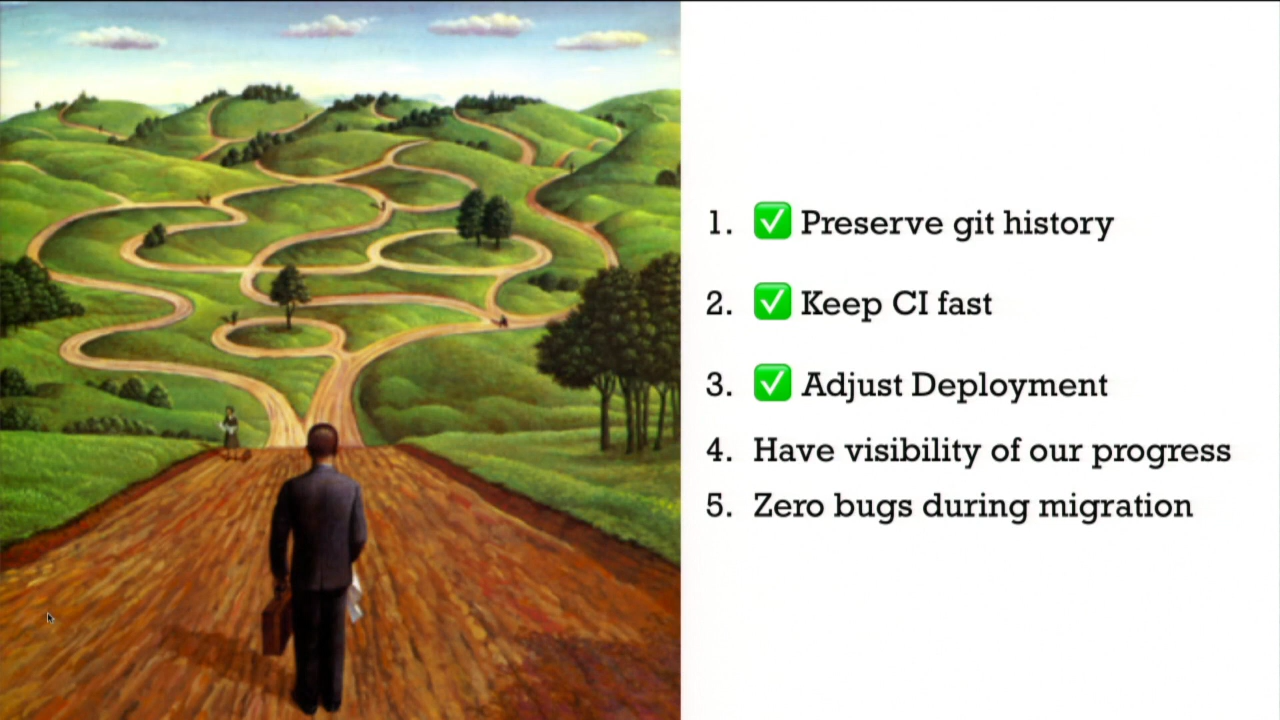 1. ✅ Preserve git history
2. ✅ Keep CI fast
3. ✅ Adjust Deployment
4. Have visibility of our progress
5. Zero bugs during migration